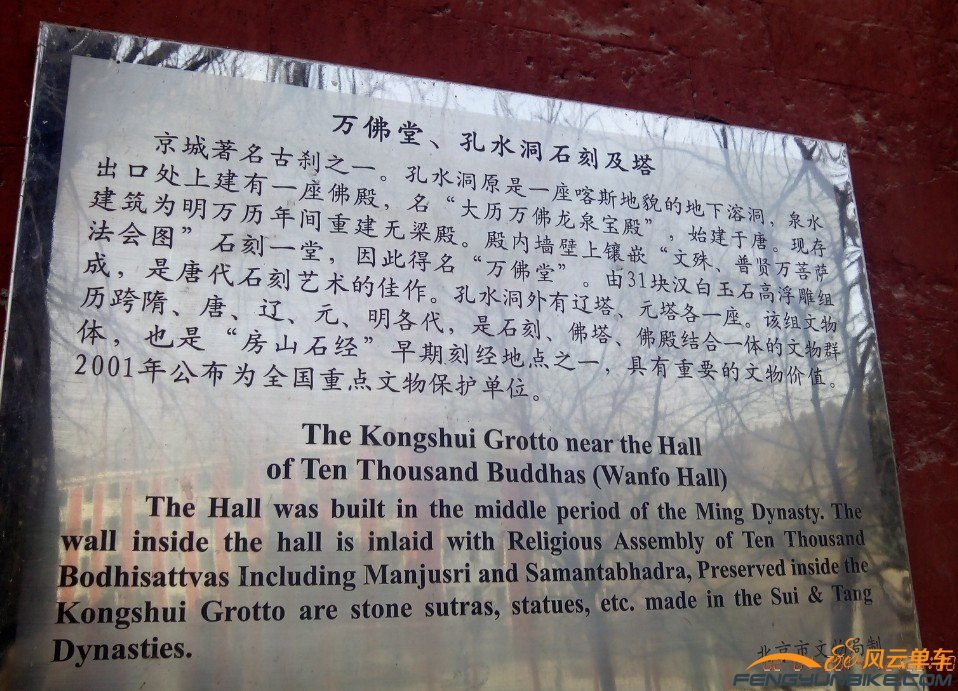 万佛堂、孔水洞石刻及塔
京城著名古刹之一。孔水洞原是一座喀斯地貌的地下溶洞，泉水
出口处上建有一座佛殿，名“大历万佛龙泉宝殿”，始建于唐。现存
建筑为明万历年间重建无梁殿。殿内墙壁上镶嵌“文殊、普贤万菩萨
法会图”石刻一堂，因此得名“万佛堂”。由31块汉白玉石高浮雕组
成，是唐代石刻艺术的佳作。孔水洞外有辽塔、元塔各一座。该组文物
历跨隋、唐、辽、元、明各代，是石刻、佛塔、佛殿结合一体的文物群
体，也是“房山石经”早期刻经地点之一，具有重要的文物价值。
2001年公布为全国重点文物保护单位。
The Kongshui Grotto near the Hall
of Ten Thousand Buddhas (Wanfo Hall)
The Hall was built in the middle period of the Ming Dynasty. The
wall inside the hall is inlaid with Religious Assembly of Ten Thousand
Bodhisattvas Including Manjusri and Samantabhadra, Preserved inside the
Kongshui Grotto are stone sutras, statues, etc. made in the Sui & Tang
Dynasties.
北京市文物局制
风云单车
FENGYUNBIKE.COM